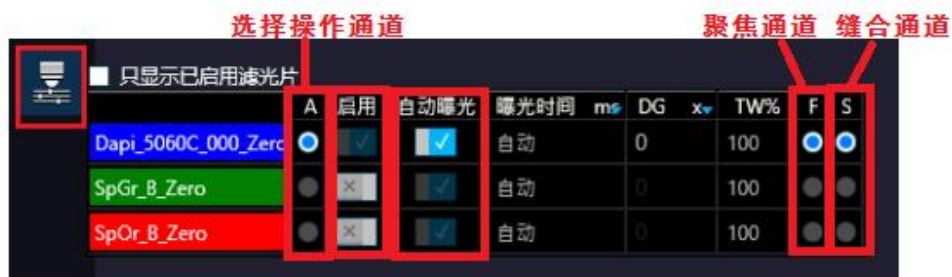 选择操作通道 聚焦通道 缝合通道
只显示已启用滤光片
A 启用 自动曝光 曝光时间 ms DG x TW% F S
Dapi_5060C_000_Zero 自动 0 100
SpGr_B_Zero 自动 0 100
SpOr_B_Zero 自动 0 100